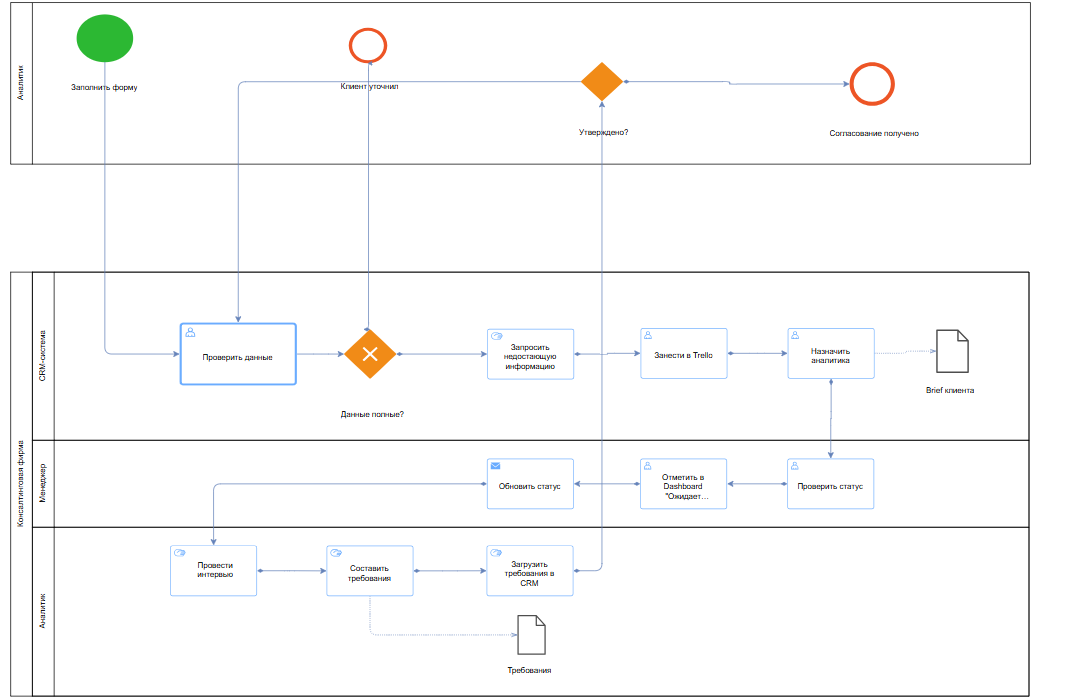 Аналитик
Заполнить форму
Клиент уточнил
Утверждено?
Согласование получено
Консалтинговая фирма
CRM-система
Проверить данные
Данные полные?
Запросить
недостающую
информацию
Занести в Trello
Назначить
аналитика
Brief клиента
Менеджер
Обновить статус
Отметить в
Dashboard
"Ожидает...
Проверить статус
Аналитик
Провести
интервью
Составить
требования
Загрузить
требования в
CRM
Требования